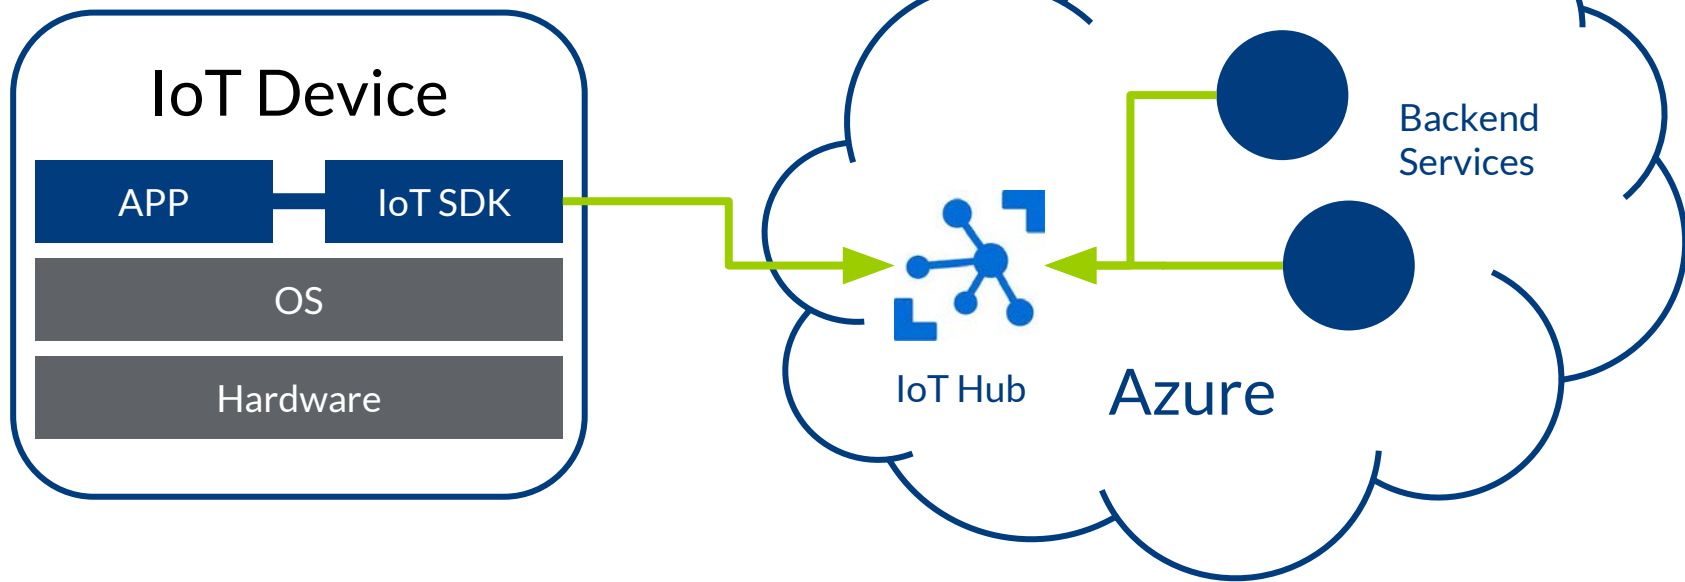 IoT Device
APP
IoT SDK
OS
Hardware
Backend
Services
IoT Hub
Azure